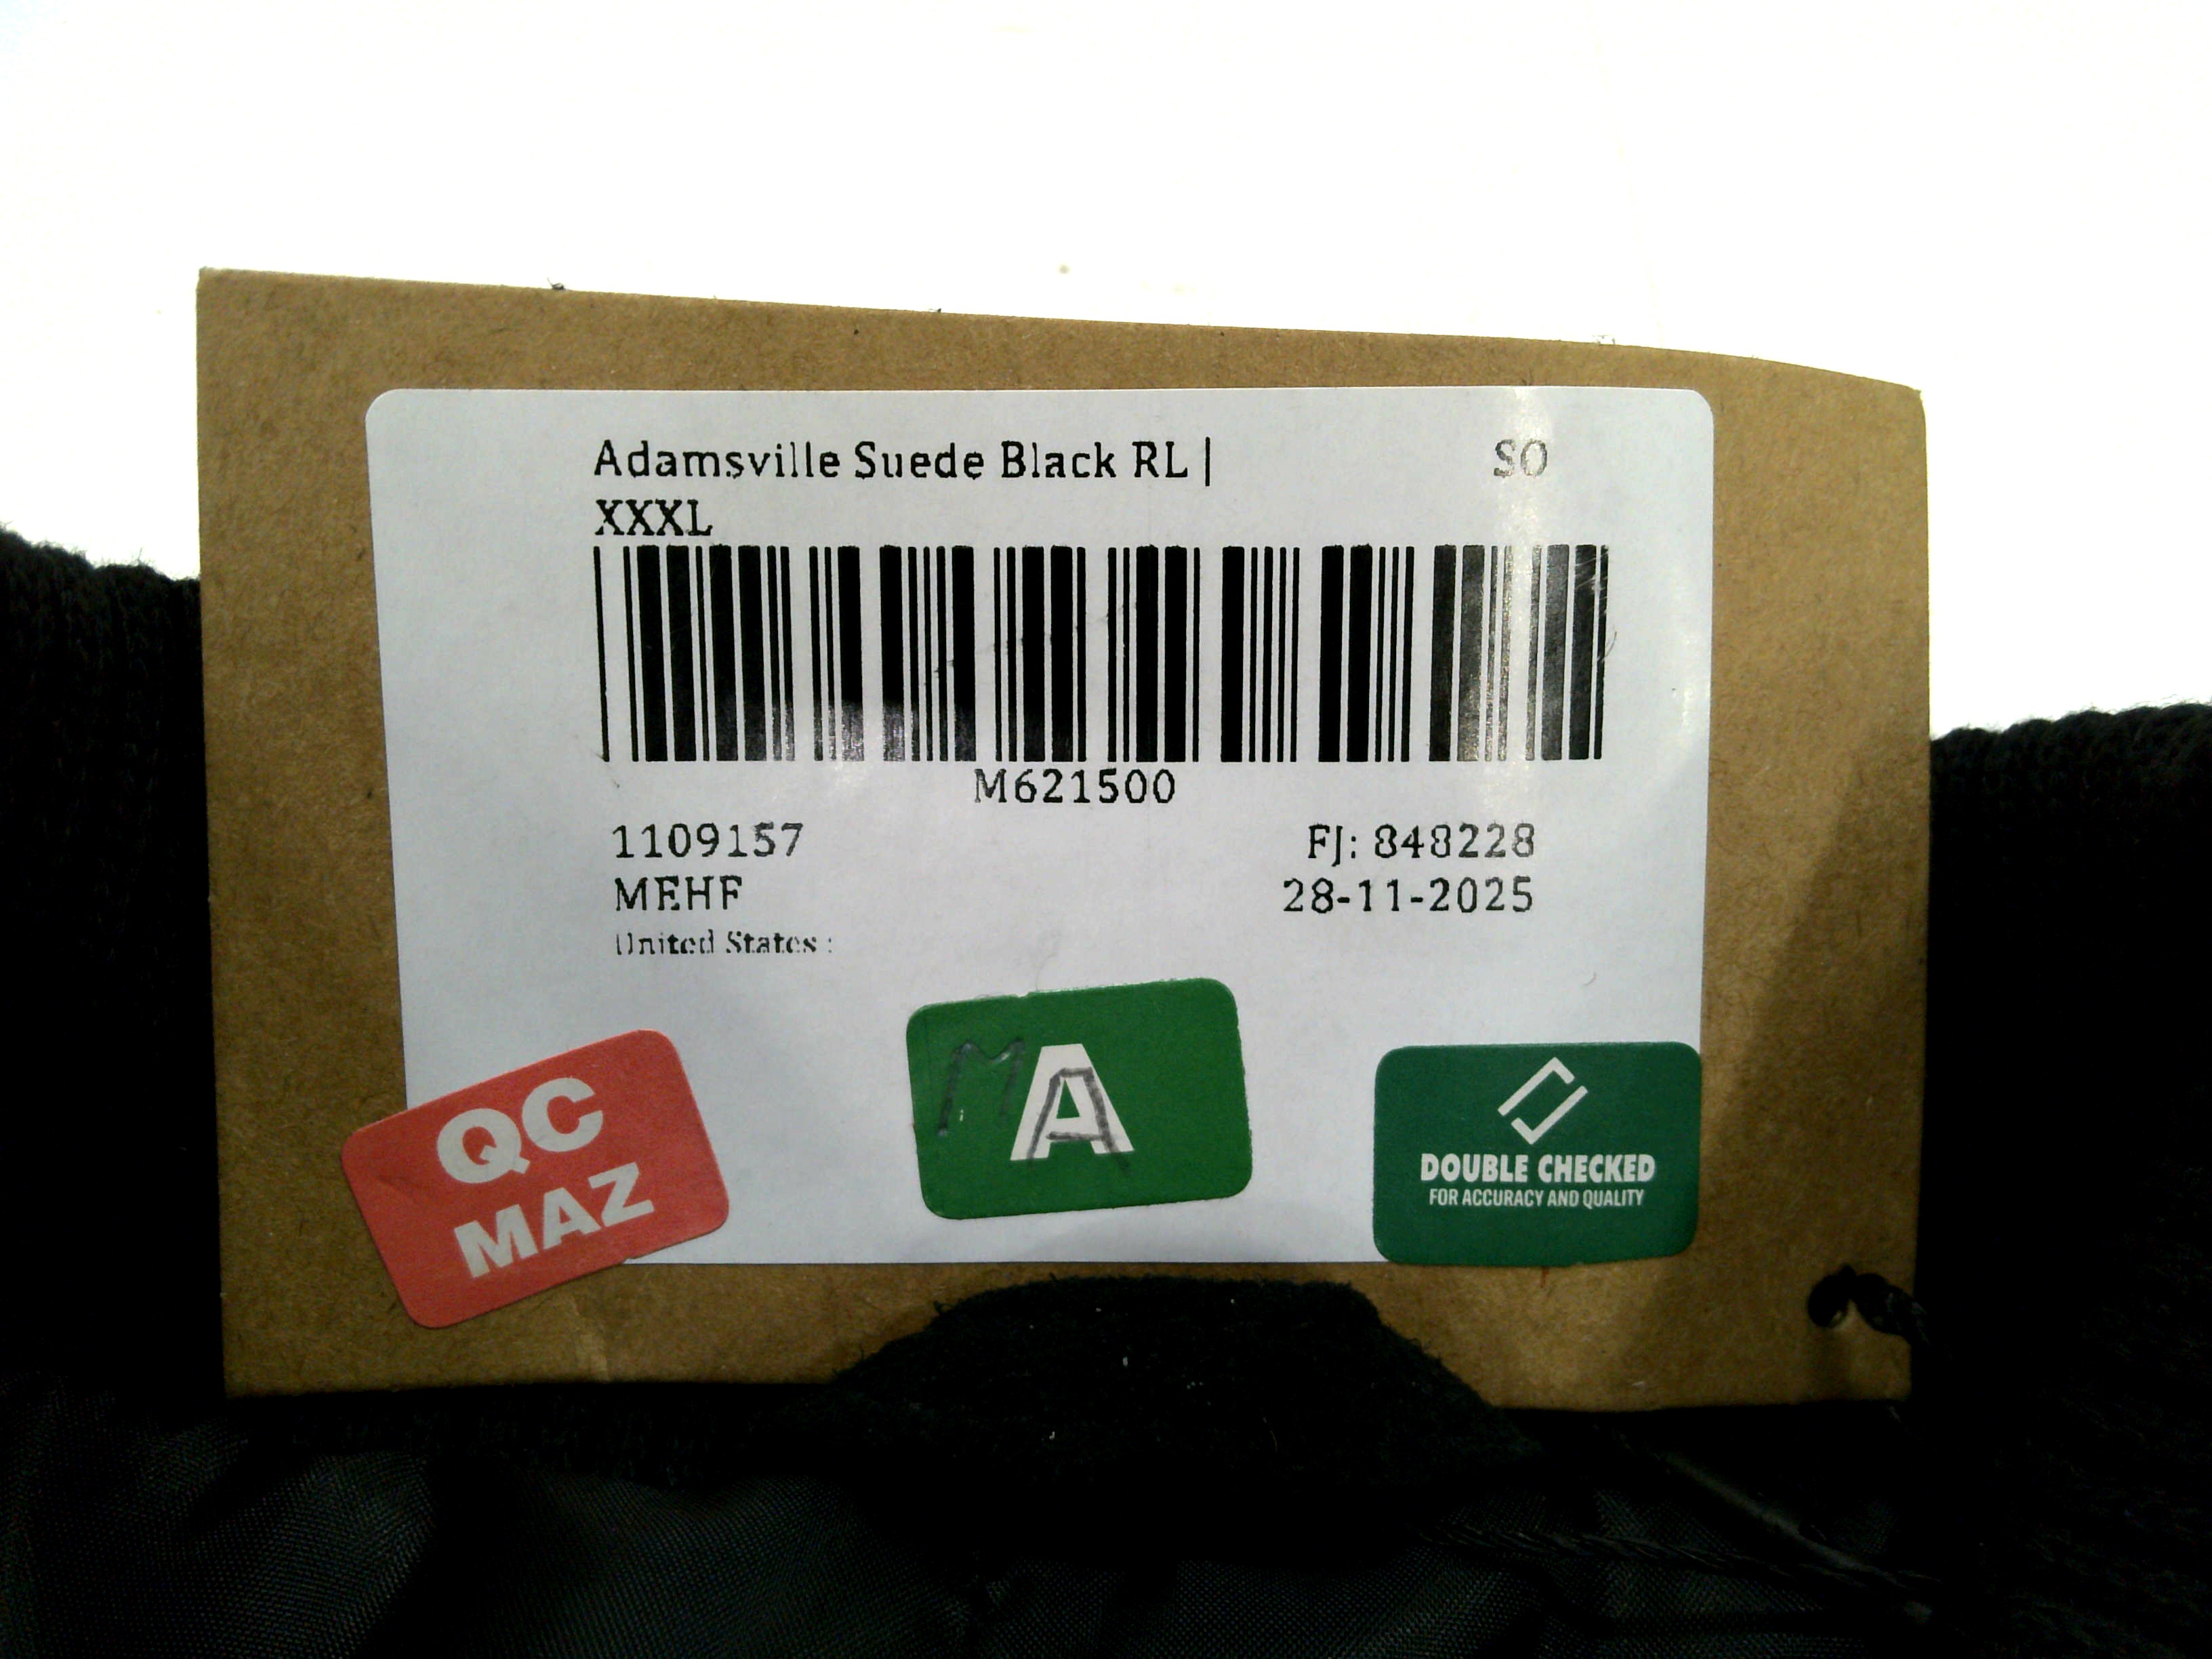 Adamsville Suede Black RL |
XXXL
SO
M621500
1109157
FJ: 848228
MEHF
28-11-2025
United States :
QC
MAZ
MA
A
DOUBLE CHECKED
FOR ACCURACY AND QUALITY